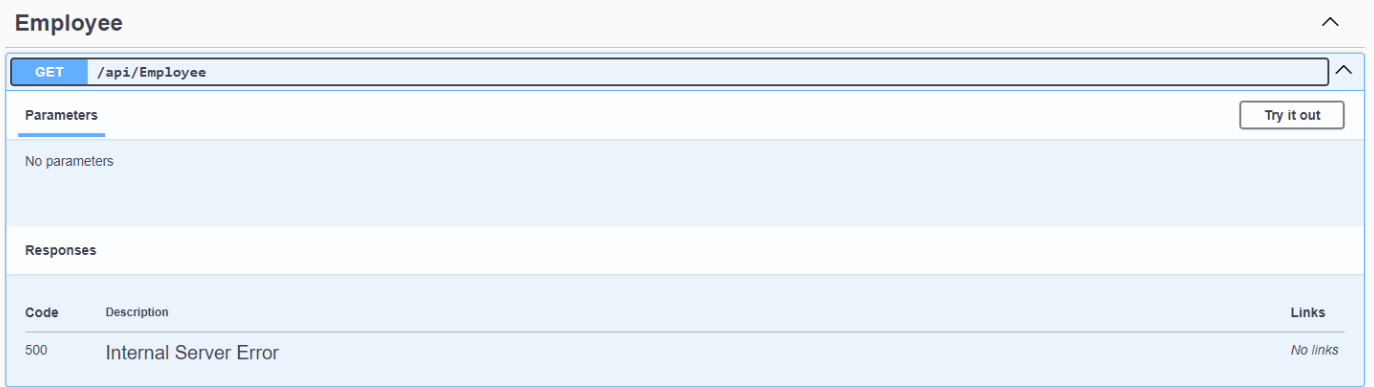 Employee
GET /api/Employee
Parameters Try it out
No parameters
Responses
Code Description Links
500 Internal Server Error No links